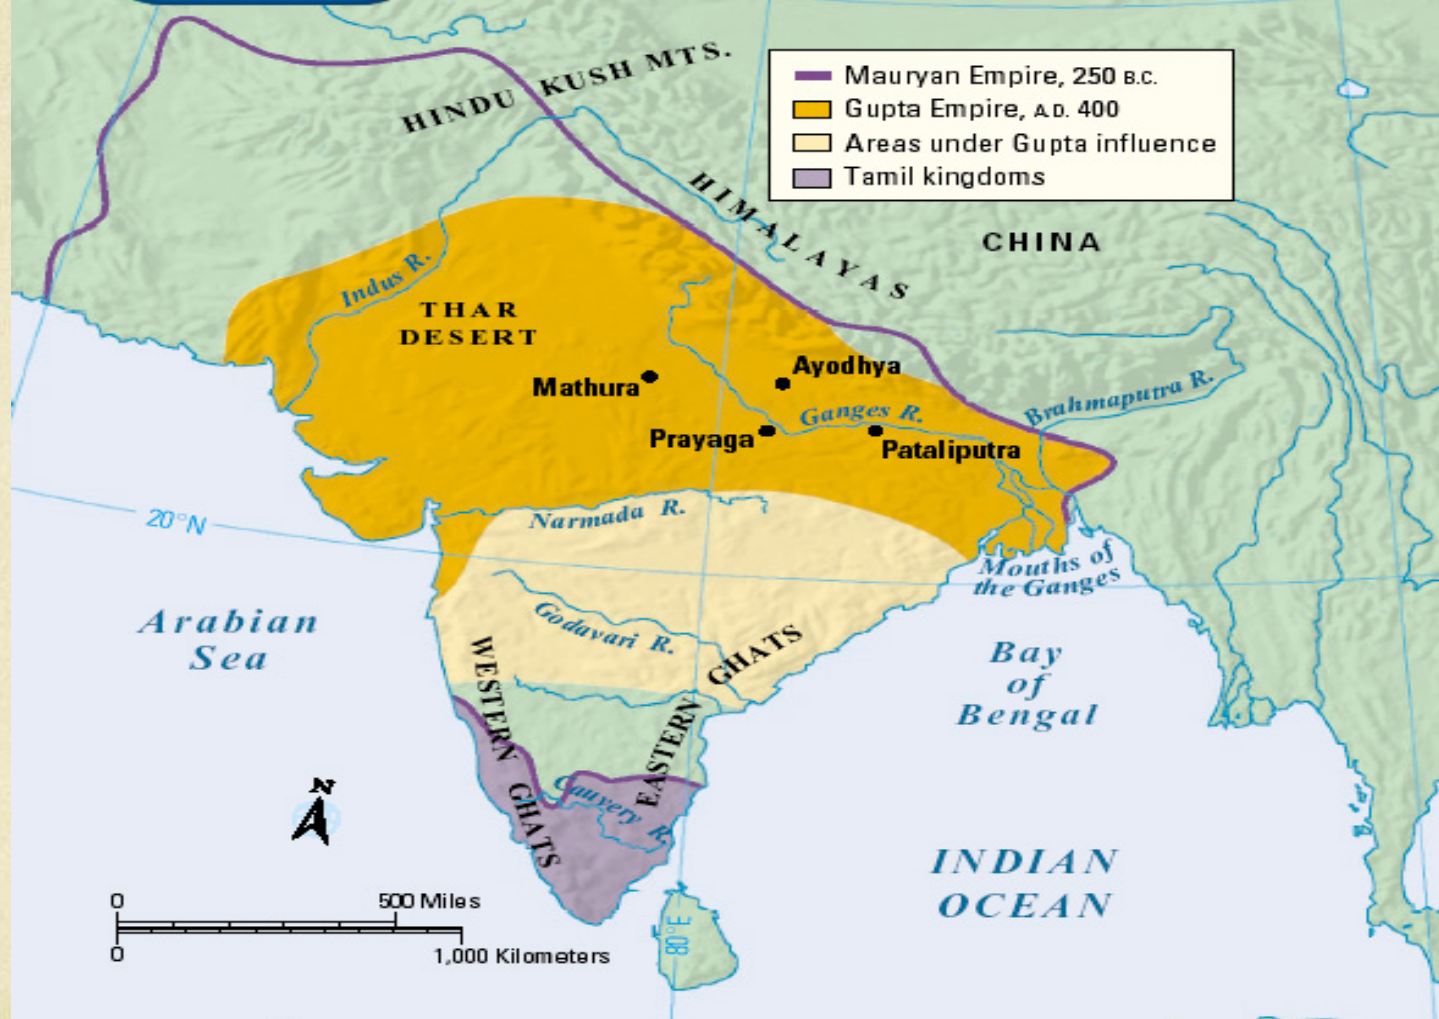 Mauryan Empire, 250 B.C.
Gupta Empire, A.D. 400
Areas under Gupta influence
Tamil kingdoms
HINDU KUSH MTS.
HIMALAYAS
CHINA
Indus R.
THAR
DESERT
Mathura
Ayodhya
Ganges R.
Brahmaputra R.
Prayaga
Pataliputra
Narmada R.
20°N
Mouths of
the Ganges
Arabian
Sea
Godavari R.
WESTERN GHATS
EASTERN GHATS
Bay
of
Bengal
Cauvery R.
N
INDIAN
OCEAN
0 500 Miles
0 1,000 Kilometers
80°E